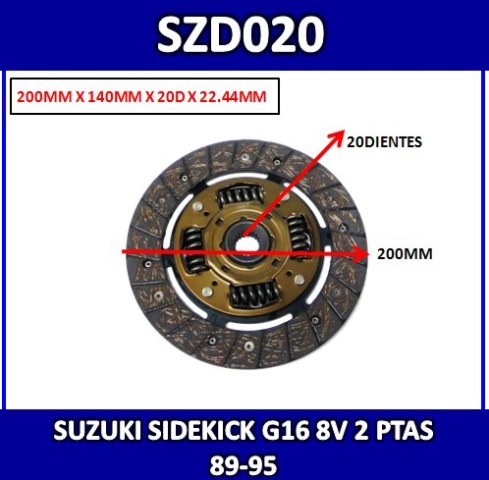 SZD020
200MM X 140MM X 20D X 22.44MM
20DIENTES
200MM
SUZUKI SIDEKICK G16 8V 2 PTAS
89-95